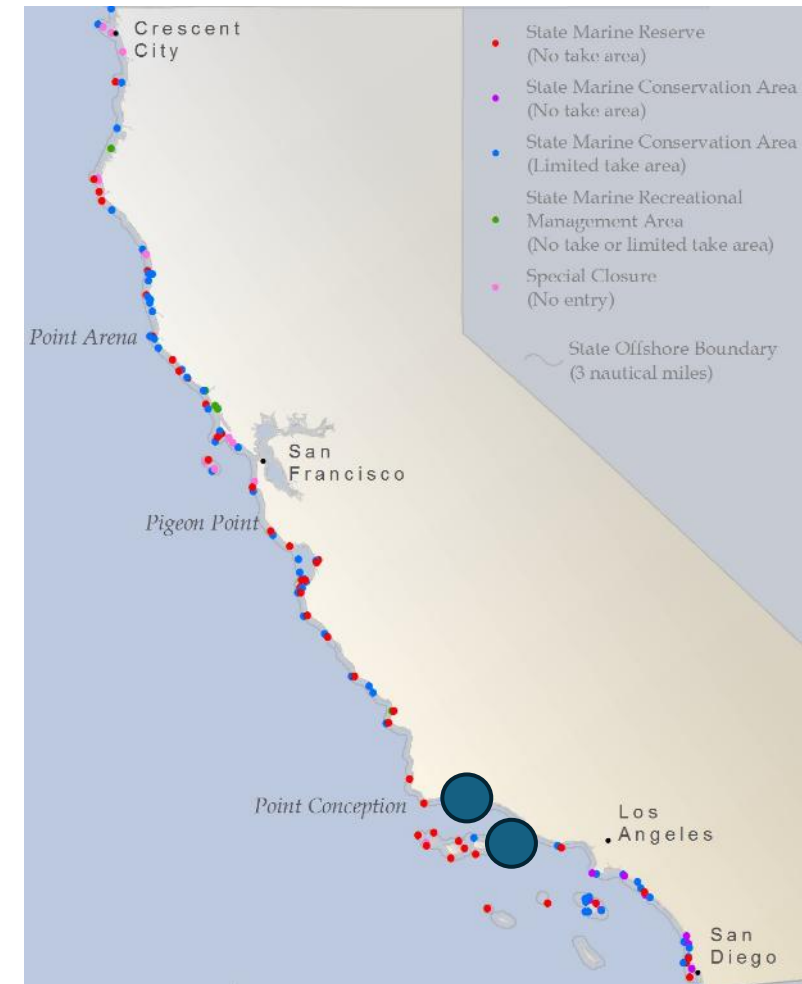 Crescent
City
State Marine Reserve
(No take area)
State Marine Conservation Area
(No take area)
State Marine Conservation Area
(Limited take area)
State Marine Recreational
Management Area
(No take or limited take area)
Special Closure
(No entry)
State Offshore Boundary
(3 nautical miles)
Point Arena
San
Francisco
Pigeon Point
Point Conception
Los
Angeles
San
Diego